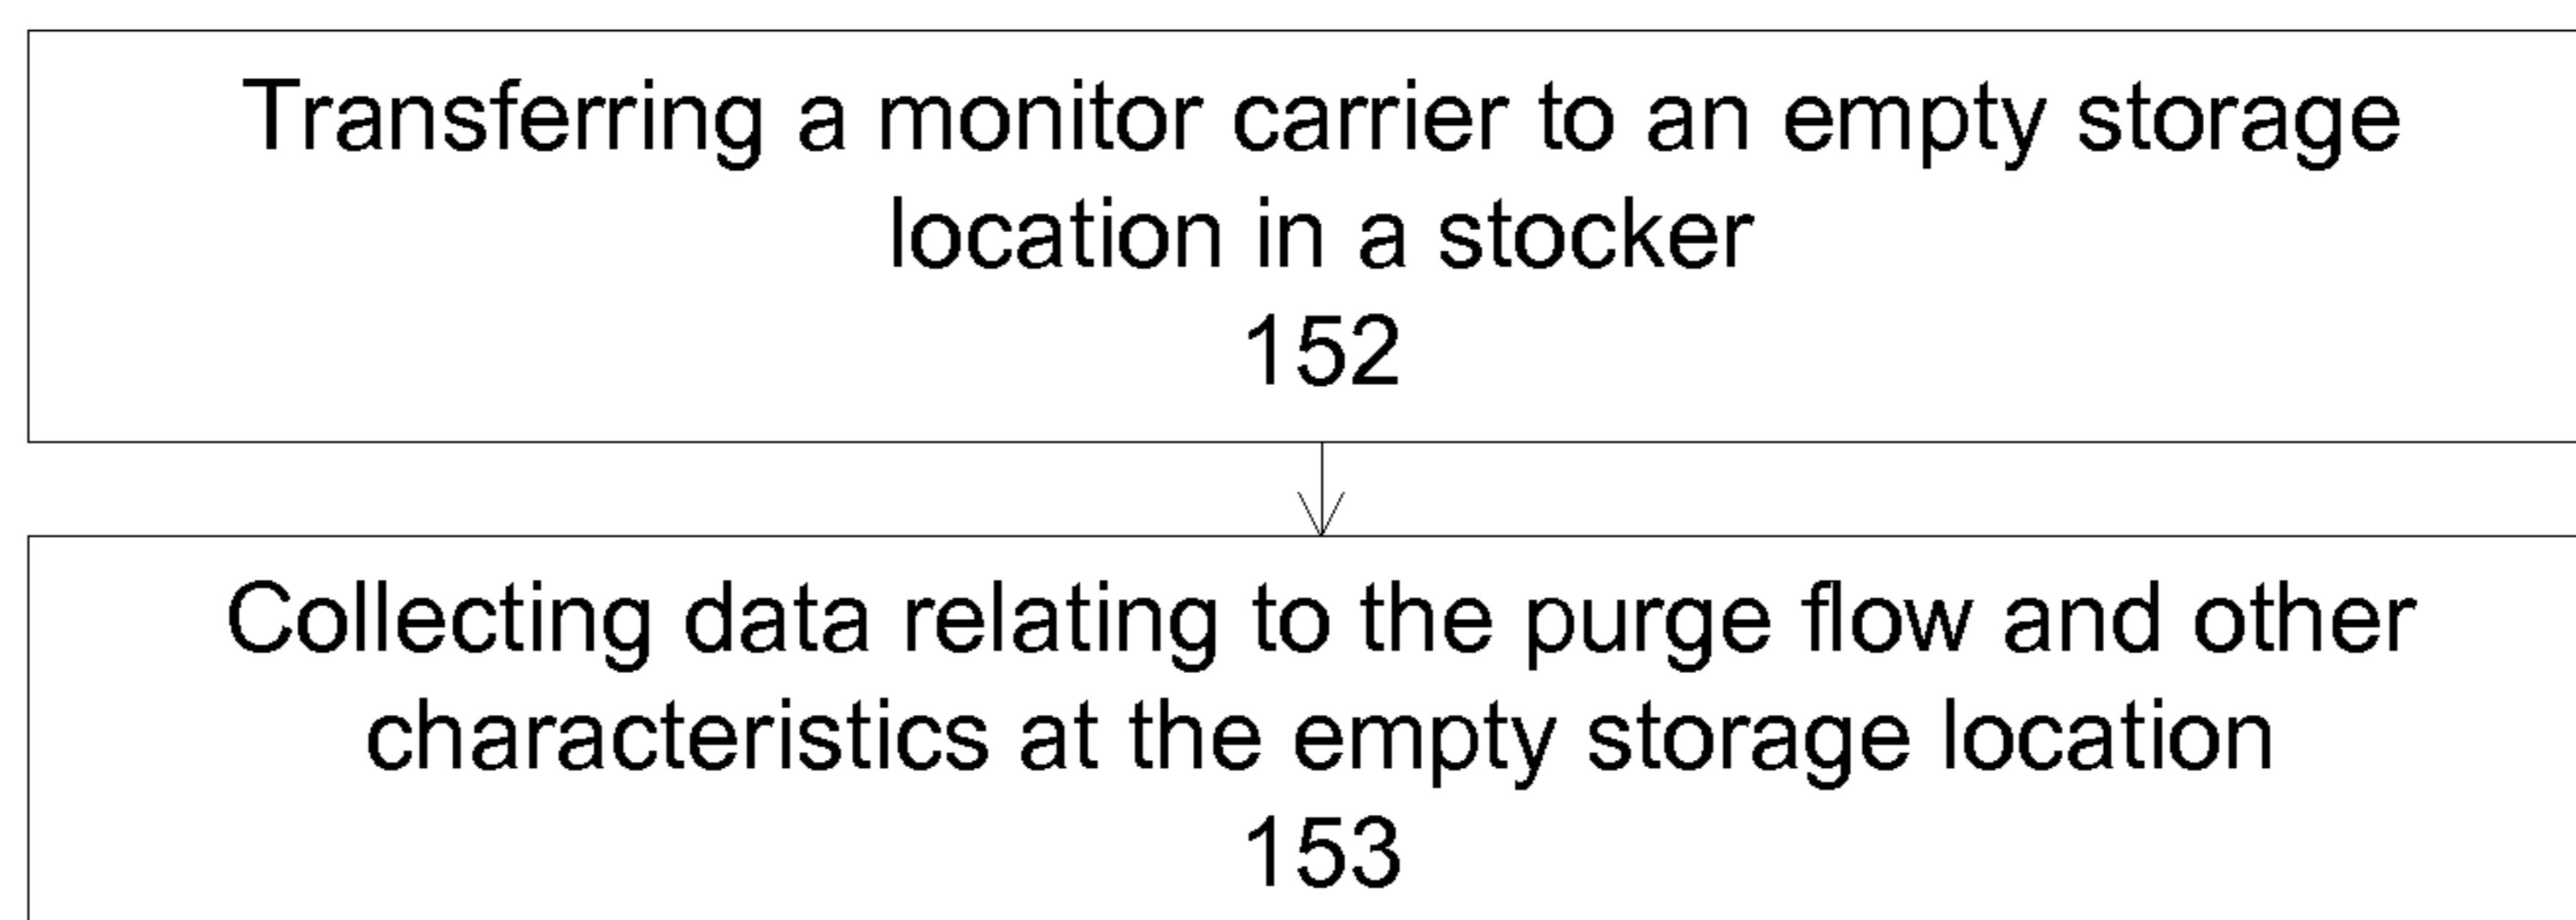 Transferring a monitor carrier to an empty storage
location in a stocker
152
Collecting data relating to the purge flow and other
characteristics at the empty storage location
153